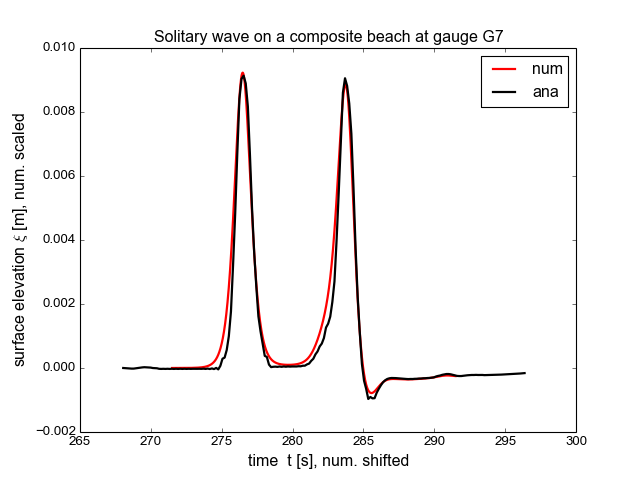 Solitary wave on a composite beach at gauge G7
0.010
0.008
0.006
0.004
0.002
0.000
−0.002
surface elevation ξ [m], num. scaled
num
ana
265 270 275 280 285 290 295 300
time t [s], num. shifted